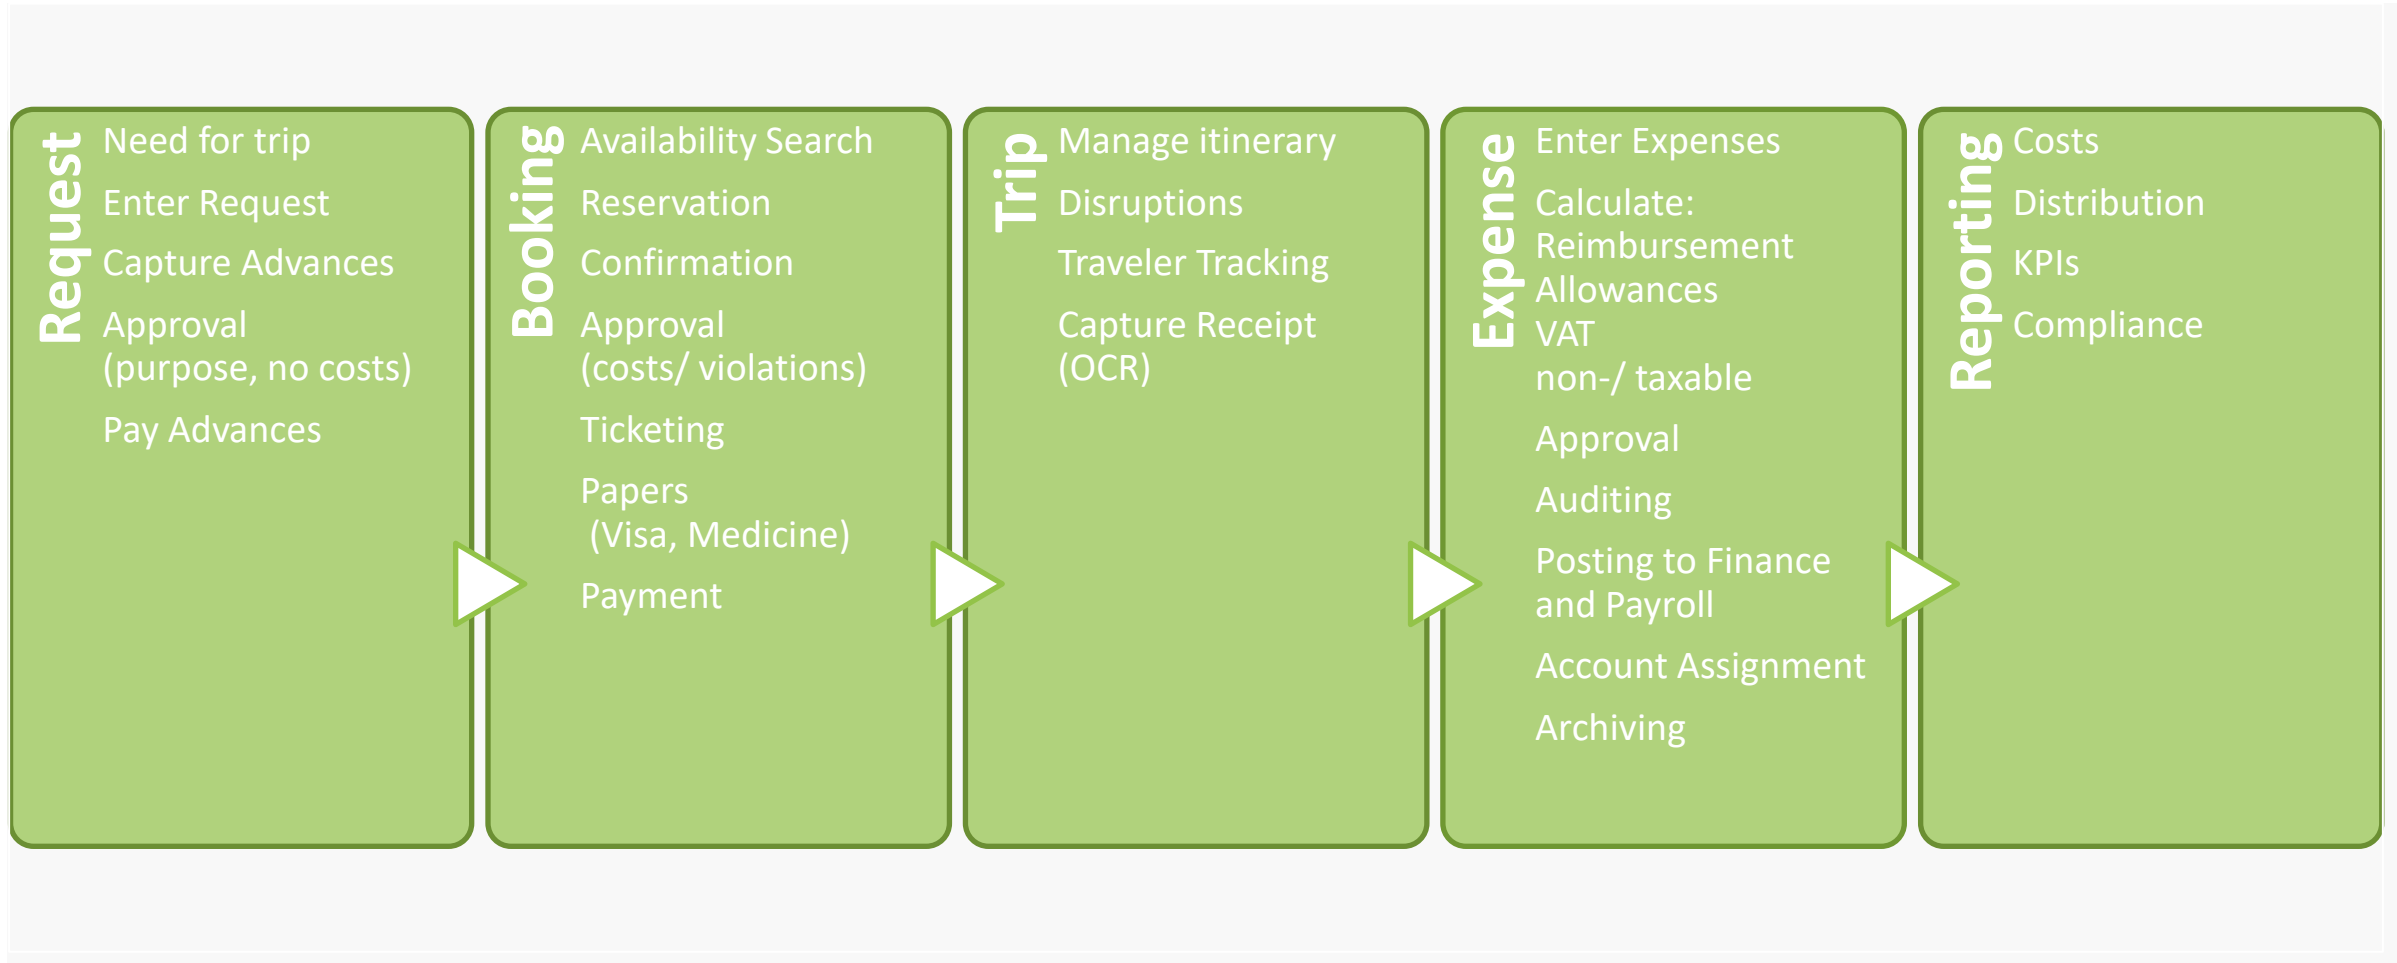 Request
Need for trip
Enter Request
Capture Advances
Approval
(purpose, no costs)
Pay Advances
Booking
Availability Search
Reservation
Confirmation
Approval
(costs/ violations)
Ticketing
Papers
(Visa, Medicine)
Payment
Trip
Manage itinerary
Disruptions
Traveler Tracking
Capture Receipt
(OCR)
Expense
Enter Expenses
Calculate:
Reimbursement
Allowances
VAT
non-/ taxable
Approval
Auditing
Posting to Finance
and Payroll
Account Assignment
Archiving
Reporting
Costs
Distribution
KPIs
Compliance